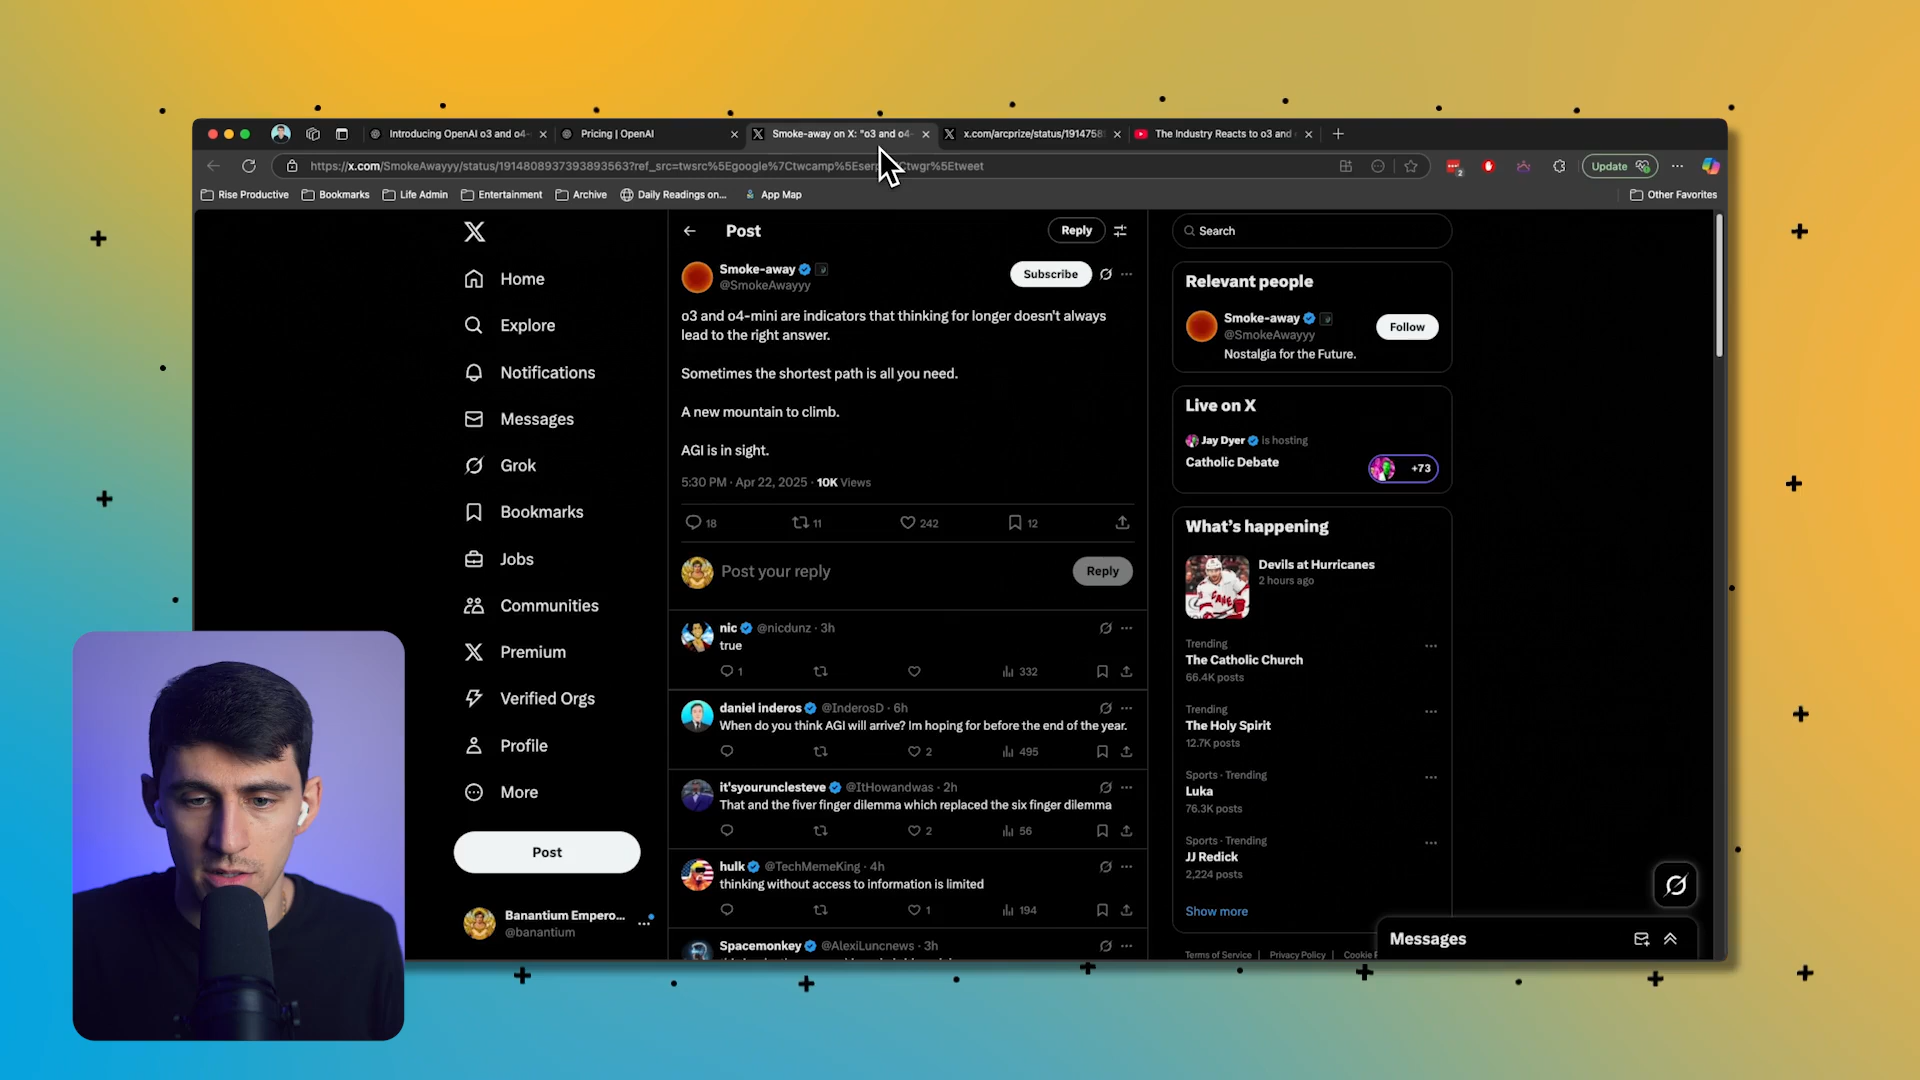 Introducing OpenAI o3 and o4-
Pricing | OpenAI
Smoke-away on X: "o3 and o4-
x.com/arcprize/status/1914758
The Industry Reacts to o3 and
Update
Rise Productive
Bookmarks
Life Admin
Entertainment
Archive
Daily Readings on...
App Map
Other Favorites
Home
Explore
Notifications
Messages
Grok
Bookmarks
Jobs
Communities
Premium
Verified Orgs
Profile
More
Post
Banantium Empero...
@banantium
Post
Reply
Smoke-away
@SmokeAwayyy
Subscribe
o3 and o4-mini are indicators that thinking for longer doesn't always
lead to the right answer.
Sometimes the shortest path is all you need.
A new mountain to climb.
AGI is in sight.
5:30 PM · Apr 22, 2025 · 10K Views
18
11
242
12
Post your reply
Reply
nic @nicdunz · 3h
true
1
332
daniel inderos @InderosD · 6h
When do you think AGI will arrive? Im hoping for before the end of the year.
2
495
it'syourunclesteve @ItHowandwas · 2h
That and the fiver finger dilemma which replaced the six finger dilemma
2
56
hulk @TechMemeKing · 4h
thinking without access to information is limited
1
194
Spacemonkey @AlexiLuncnews · 3h
Search
Relevant people
Smoke-away
@SmokeAwayyy
Nostalgia for the Future.
Follow
Live on X
Jay Dyer is hosting
Catholic Debate
+73
What's happening
Devils at Hurricanes
2 hours ago
Trending
The Catholic Church
66.4K posts
Trending
The Holy Spirit
12.7K posts
Sports · Trending
Luka
76.3K posts
Sports · Trending
JJ Redick
2,224 posts
Show more
Terms of Service | Privacy Policy | Cookie
Messages